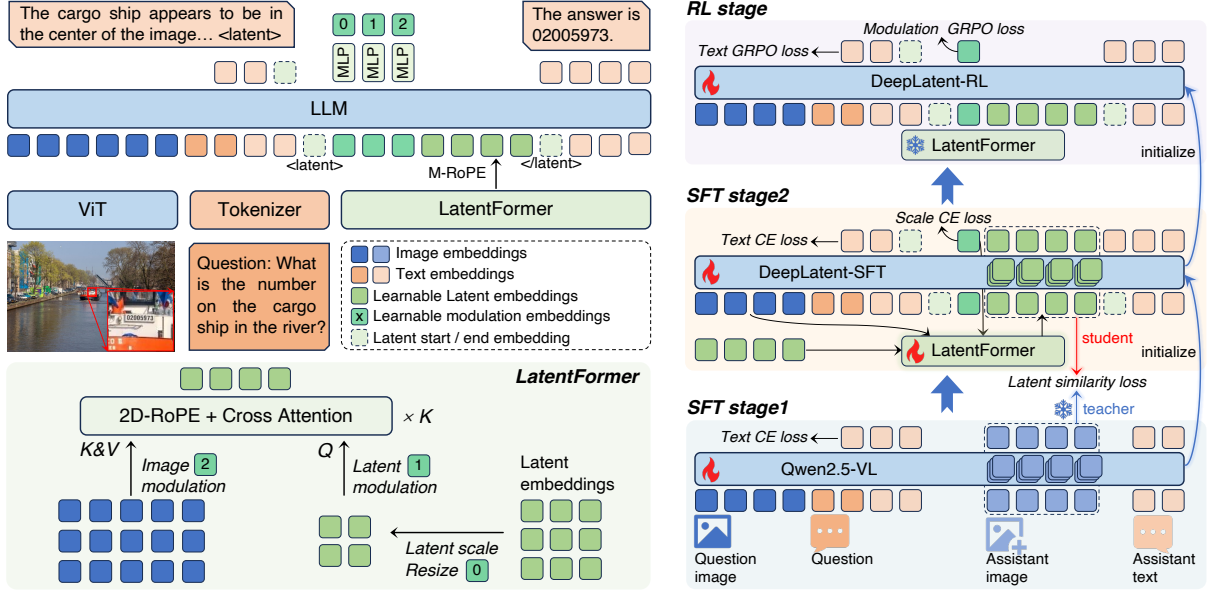 The cargo ship appears to be in
the center of the image... <latent>
0 1 2
MLP MLP MLP
The answer is
02005973.
LLM
<latent>
</latent>
M-RoPE
ViT
Tokenizer
LatentFormer
02005973
Question: What
is the number
on the cargo
ship in the river?
Image embeddings
Text embeddings
Learnable Latent embeddings
x Learnable modulation embeddings
Latent start / end embedding
LatentFormer
2D-RoPE + Cross Attention × K
K&V
Image 2
modulation
Q
Latent 1
modulation
Latent
embeddings
Latent scale
Resize 0
RL stage
Modulation GRPO loss
Text GRPO loss
DeepLatent-RL
LatentFormer
initialize
SFT stage2
Scale CE loss
Text CE loss
DeepLatent-SFT
LatentFormer
student
initialize
Latent similarity loss
teacher
SFT stage1
Text CE loss
Qwen2.5-VL
Question
image
Question
Assistant
image
Assistant
text